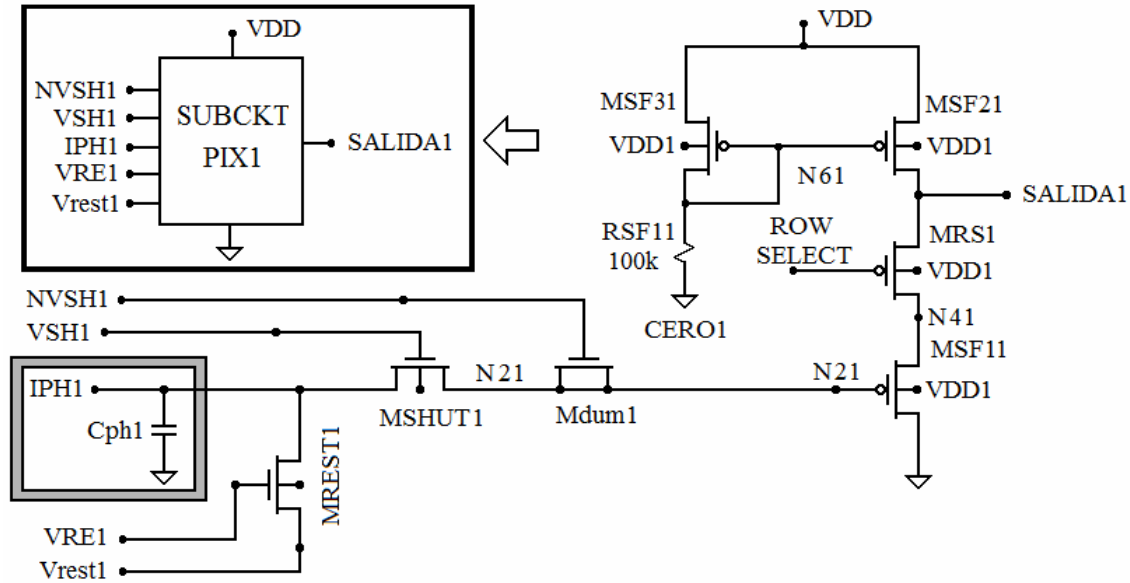 VDD
NVSH1
VSH1
IPH1
VRE1
Vrest1
SUBCKT
PIX1
SALIDA1
VDD
MSF31
MSF21
VDD1
VDD1
N61
SALIDA1
RSF11
100k
ROW
SELECT
MRS1
VDD1
CERO1
N41
NVSH1
VSH1
MSF11
IPH1
N21
N21
VDD1
MSHUT1
Mdum1
Cph1
MREST1
VRE1
Vrest1